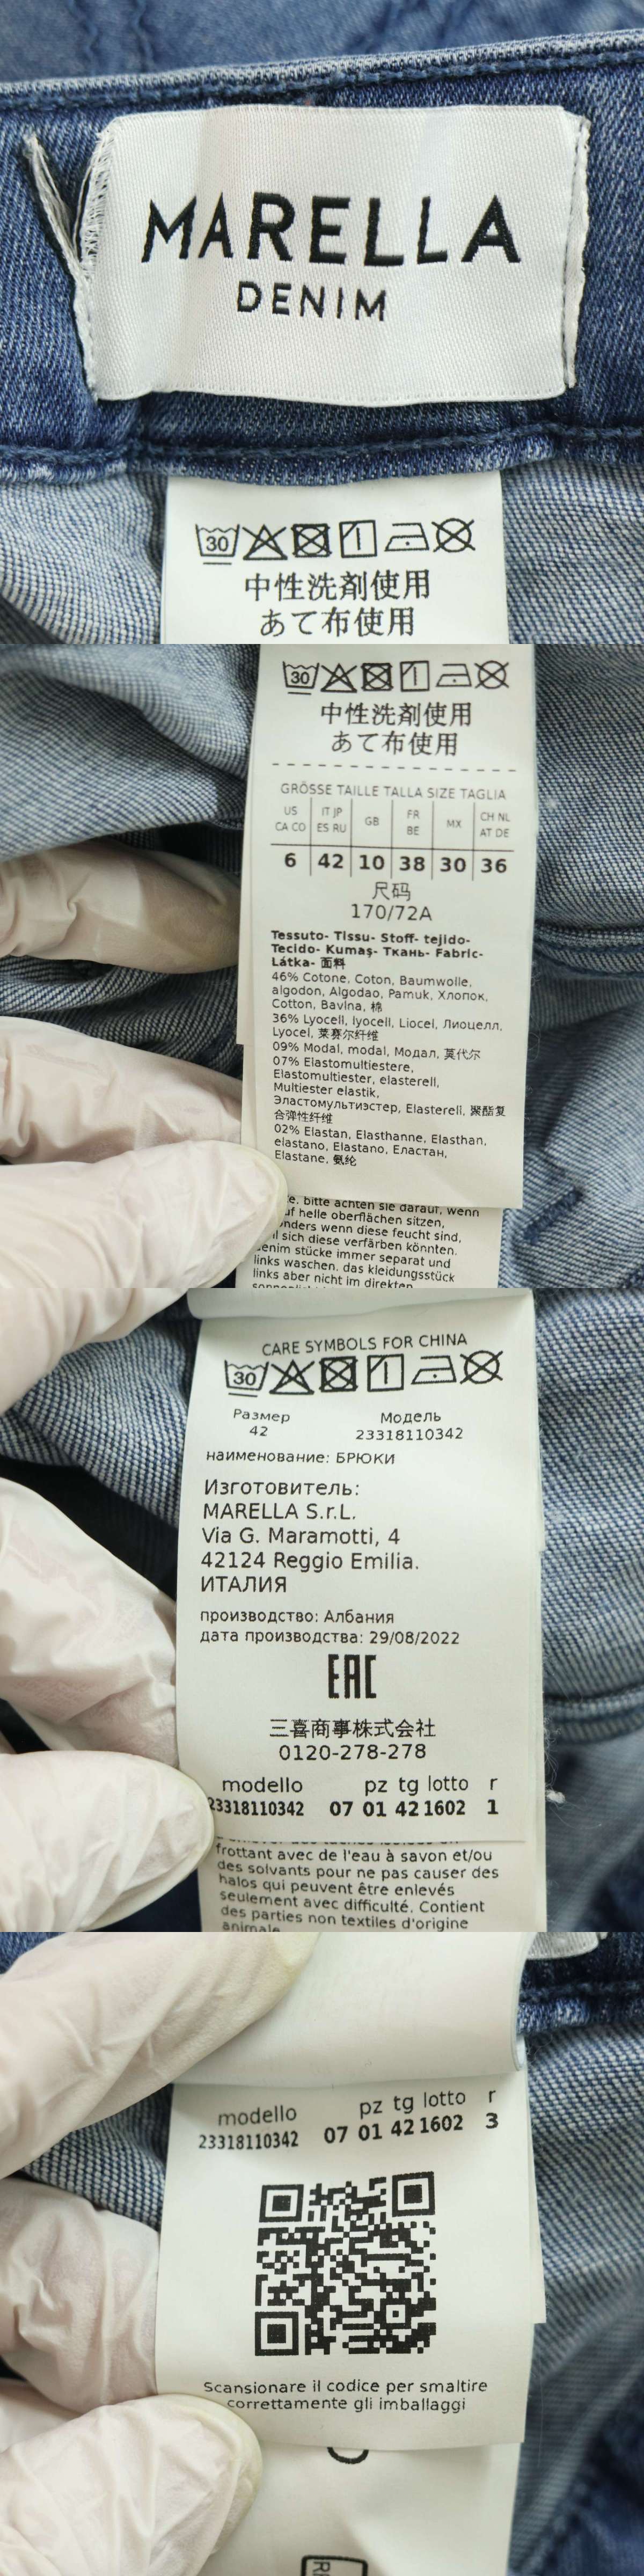 MARELLA
DENIM
30
中性洗剤使用
あて布使用
30
中性洗剤使用
あて布使用
GRÖSSE TAILLE TALLA SIZE TAGLIA
US CA CO IT JP ES RU GB FR BE MX CH NL AT DE
6 42 10 38 30 36
尺码
170/72A
Tessuto- Tissu- Stoff- tejido-
Tecido- Kumaş- Ткань- Fabric-
Látka- 面料
46% Cotone, Coton, Baumwolle,
algodon, Algodao, Pamuk, Хлопок,
Cotton, Bavlna, 棉
36% Lyocell, lyocell, Liocel, Лиоцелл,
Lyocel, 莱赛尔纤维
09% Modal, modal, Модал, 莫代尔
07% Elastomultiestere,
Elastomultiester, elasterell,
Multiester elastik,
Эластомультиэстер, Elasterell, 聚酯复
合弹性纤维
02% Elastan, Elasthanne, Elasthan,
elastano, Elastano, Еластан,
Elastane, 氨纶
bitte achten sie darauf, wenn
helle oberflächen sitzen,
wenn diese feucht sind,
sich diese verfärben könnten.
denim stücke immer separat und
links waschen. das kleidungsstück
links aber nicht im direkten
CARE SYMBOLS FOR CHINA
30
Размер Модель
42 23318110342
наименование: БРЮКИ
Изготовитель:
MARELLA S.r.L.
Via G. Maramotti, 4
42124 Reggio Emilia.
ИТАЛИЯ
производство: Албания
дата производства: 29/08/2022
EAC
三喜商事株式会社
0120-278-278
modello pz tg lotto r
23318110342 07 01 42 1602 1
frottant avec de l'eau à savon et/ou
des solvants pour ne pas causer des
halos qui peuvent être enlevés
seulement avec difficulté. Contient
des parties non textiles d'origine
animale
modello pz tg lotto r
23318110342 07 01 42 1602 3
Scansionare il codice per smaltire
correttamente gli imballaggi